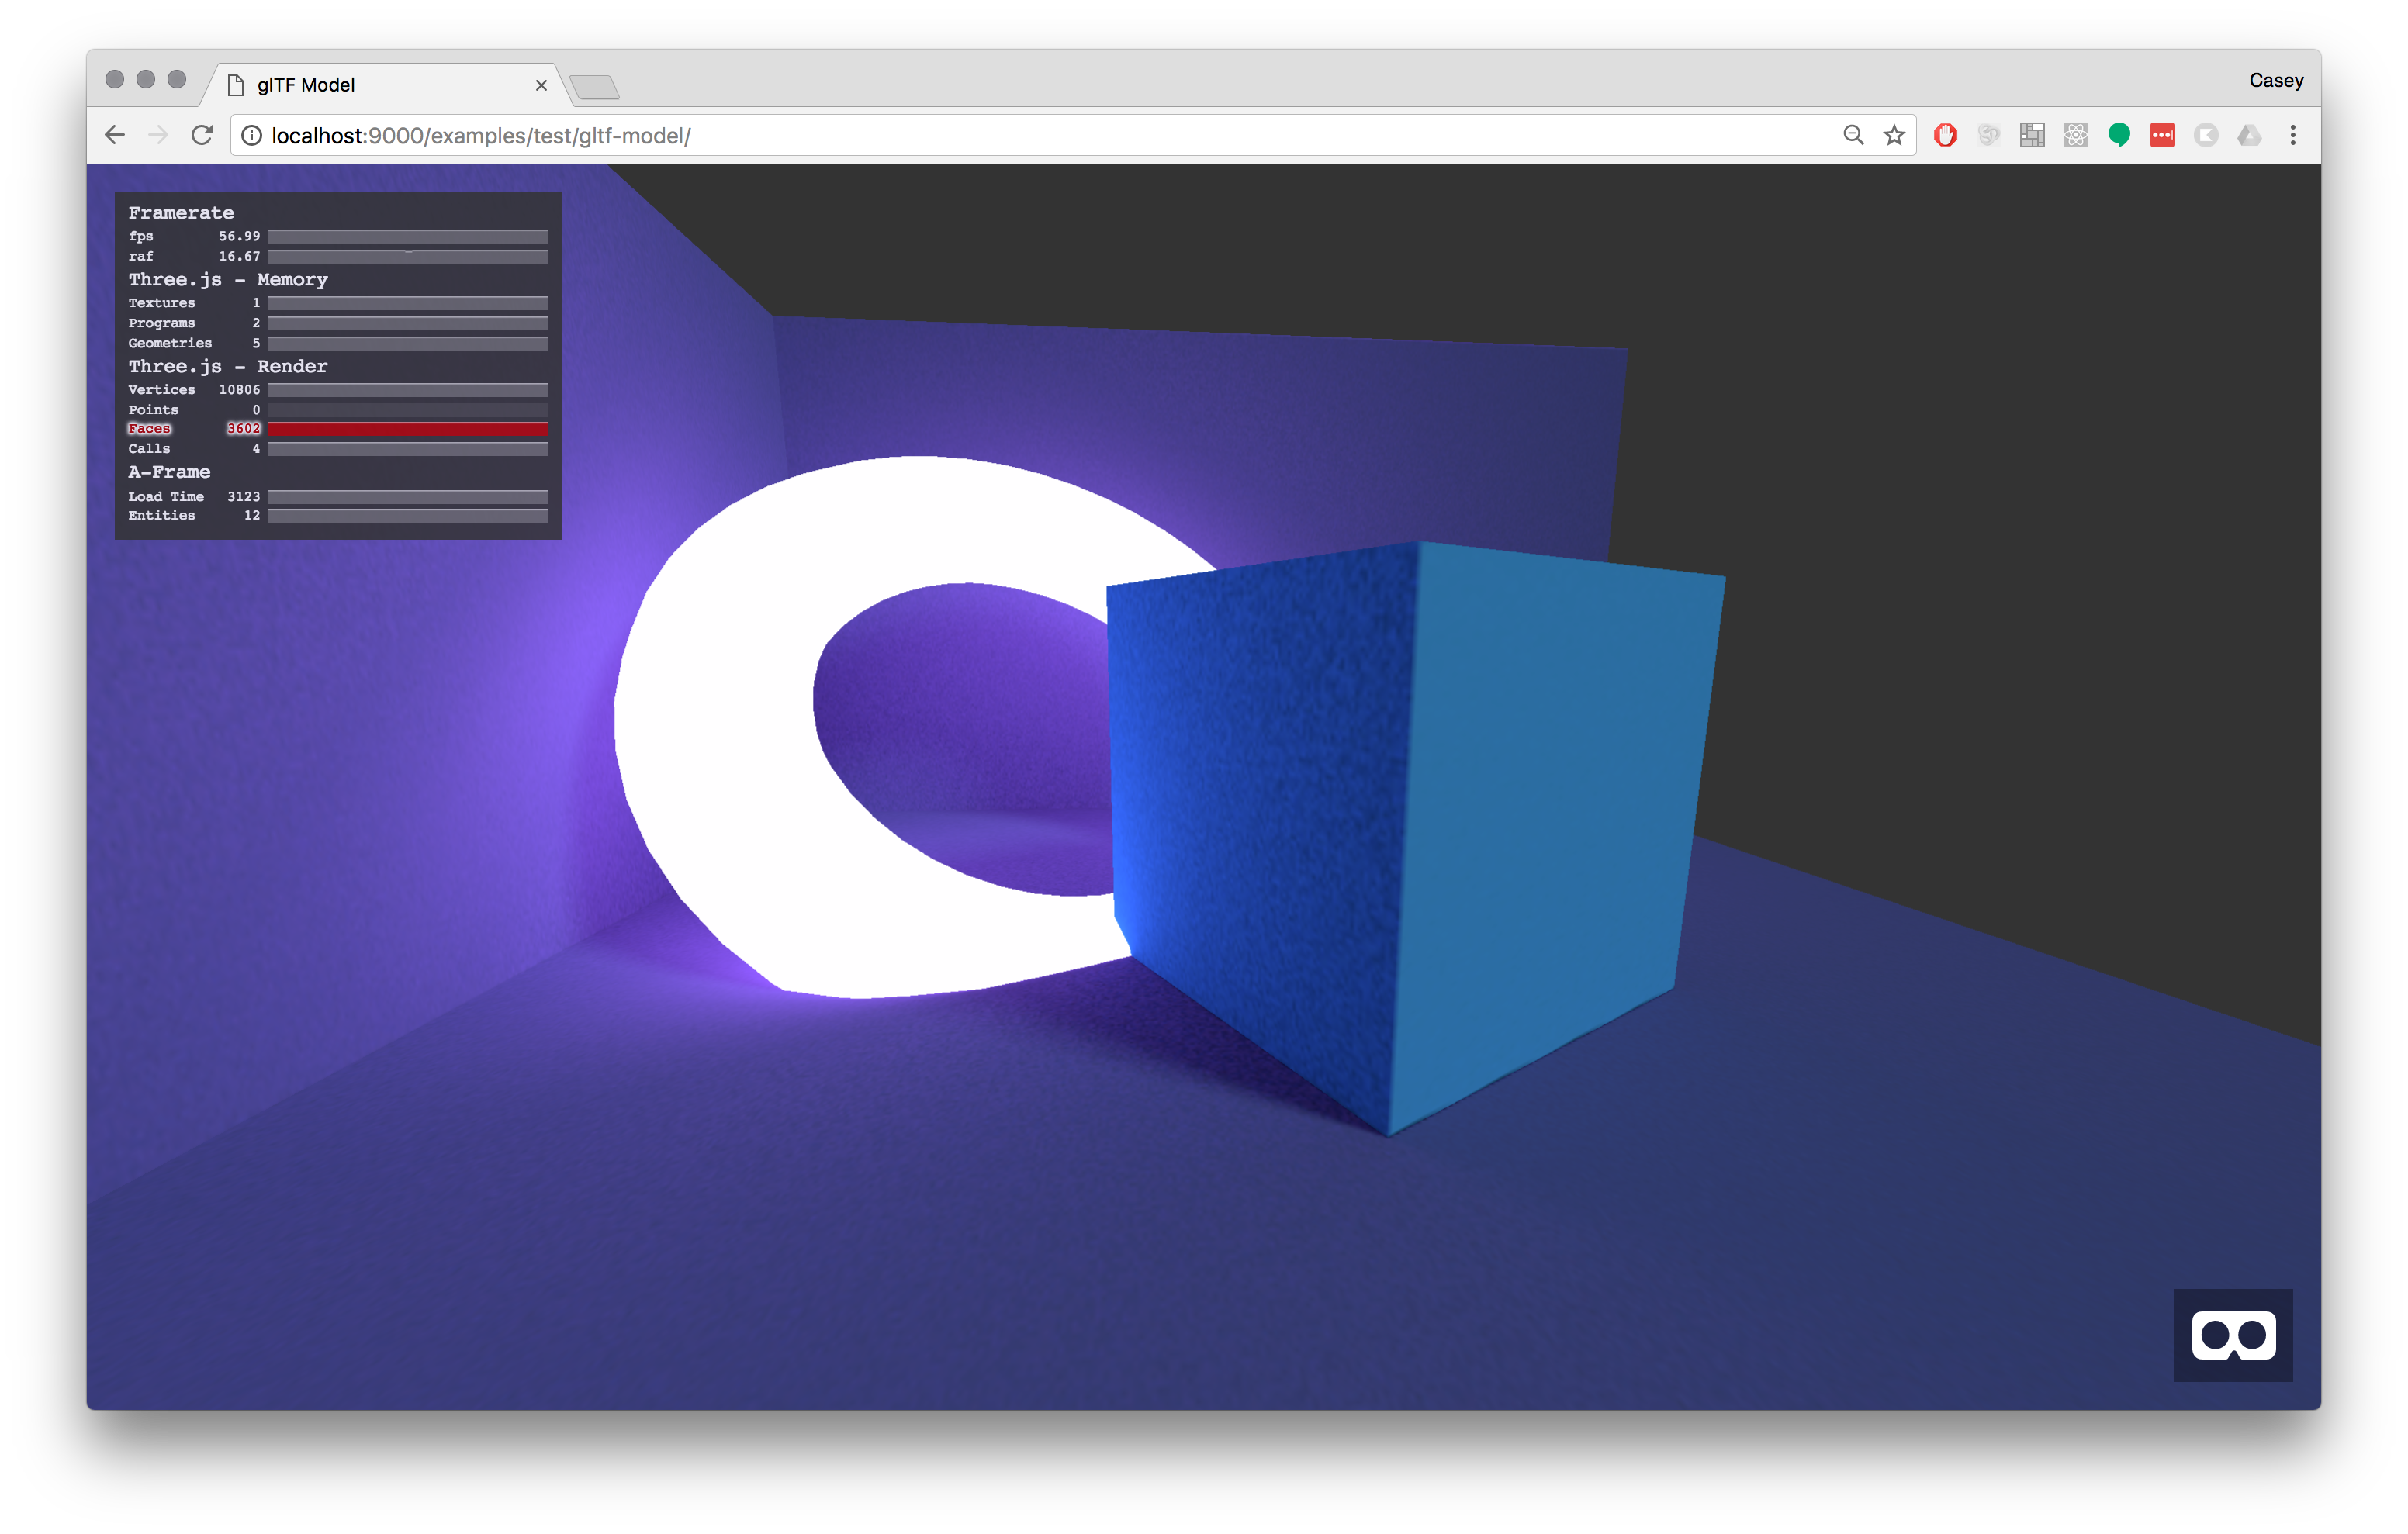 glTF Model
Casey
localhost:9000/examples/test/gltf-model/
Framerate
fps 56.99
raf 16.67
Three.js - Memory
Textures 1
Programs 2
Geometries 5
Three.js - Render
Vertices 10806
Points 0
Faces 3602
Calls 4
A-Frame
Load Time 3123
Entities 12